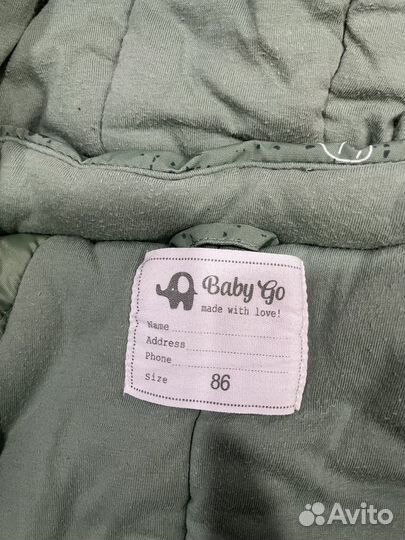 Baby Go
made with love!
Name
Address
Phone
Size 86
Avito